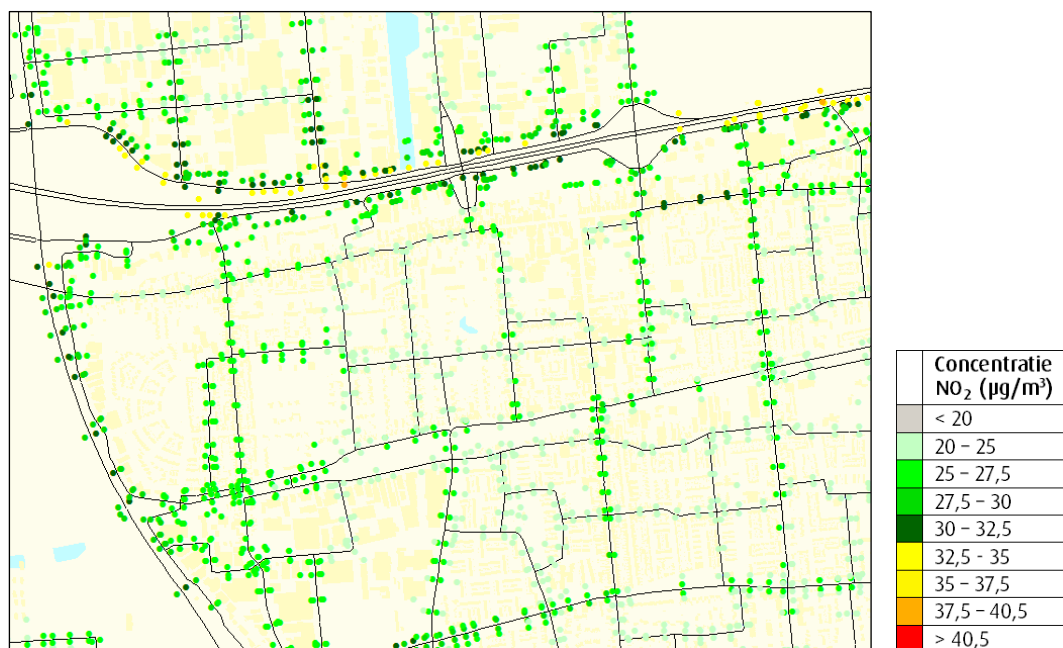 Concentratie
NO₂ (µg/m³)
< 20
20 – 25
25 – 27,5
27,5 – 30
30 – 32,5
32,5 – 35
35 – 37,5
37,5 – 40,5
> 40,5